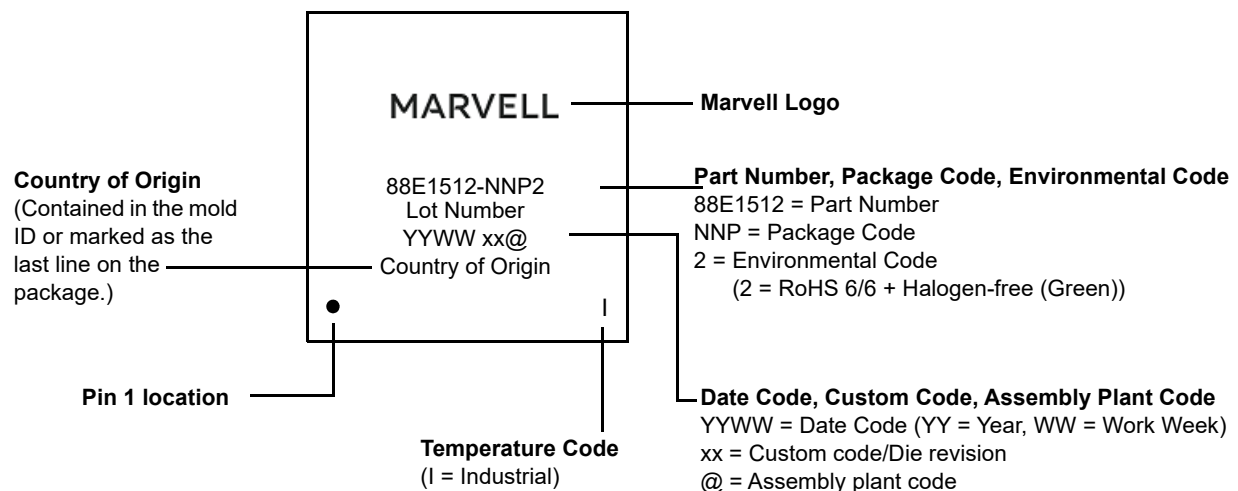 MARVELL
Marvell Logo
Country of Origin
(Contained in the mold
ID or marked as the
last line on the
package.)
88E1512-NNP2
Lot Number
YYWW xx@
Country of Origin
I
Part Number, Package Code, Environmental Code
88E1512 = Part Number
NNP = Package Code
2 = Environmental Code
(2 = RoHS 6/6 + Halogen-free (Green))
Pin 1 location
Temperature Code
(I = Industrial)
Date Code, Custom Code, Assembly Plant Code
YYWW = Date Code (YY = Year, WW = Work Week)
xx = Custom code/Die revision
@ = Assembly plant code